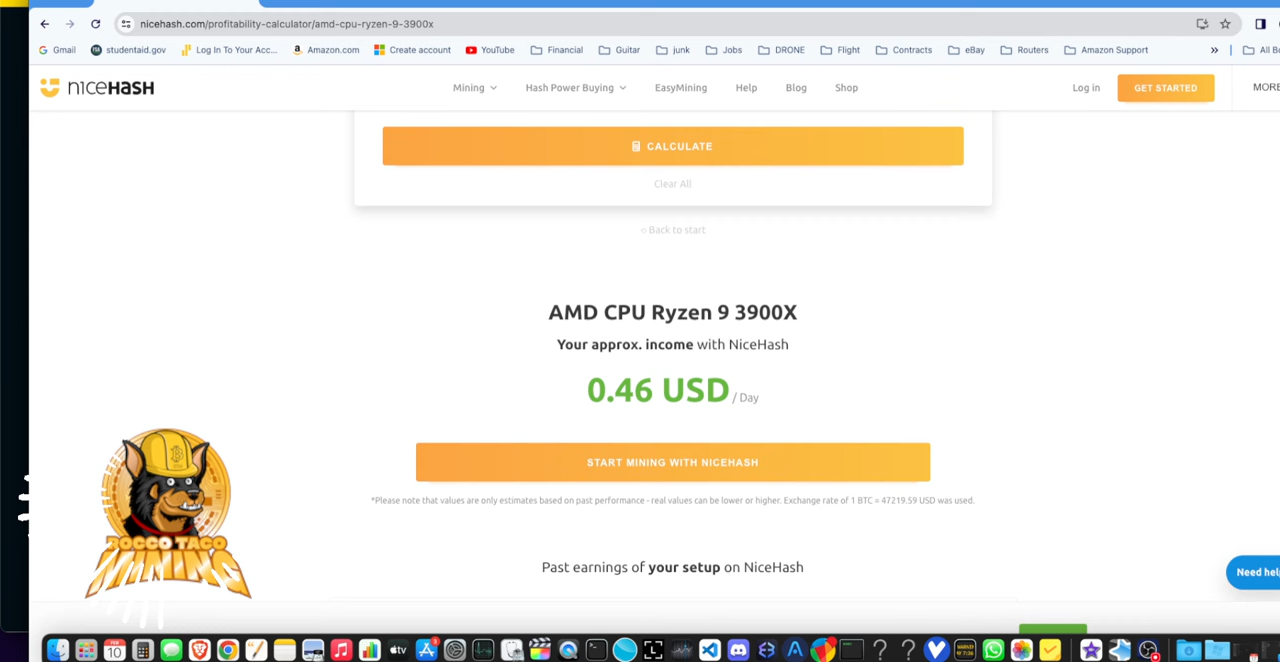 nicehash.com/profitability-calculator/amd-cpu-ryzen-9-3900x
Gmail studentaid.gov Log In To Your Acc... Amazon.com Create account YouTube Financial Guitar junk Jobs DRONE Flight Contracts eBay Routers Amazon Support » All Bo
nicehash Mining Hash Power Buying EasyMining Help Blog Shop Log in GET STARTED MORE
CALCULATE
Clear All
○ Back to start
AMD CPU Ryzen 9 3900X
Your approx. income with NiceHash
0.46 USD / Day
START MINING WITH NICEHASH
*Please note that values are only estimates based on past performance - real values can be lower or higher. Exchange rate of 1 BTC = 47219.59 USD was used.
ROCCO TACO
MINING
Past earnings of your setup on NiceHash
Need hel
FEB
10
tv
3